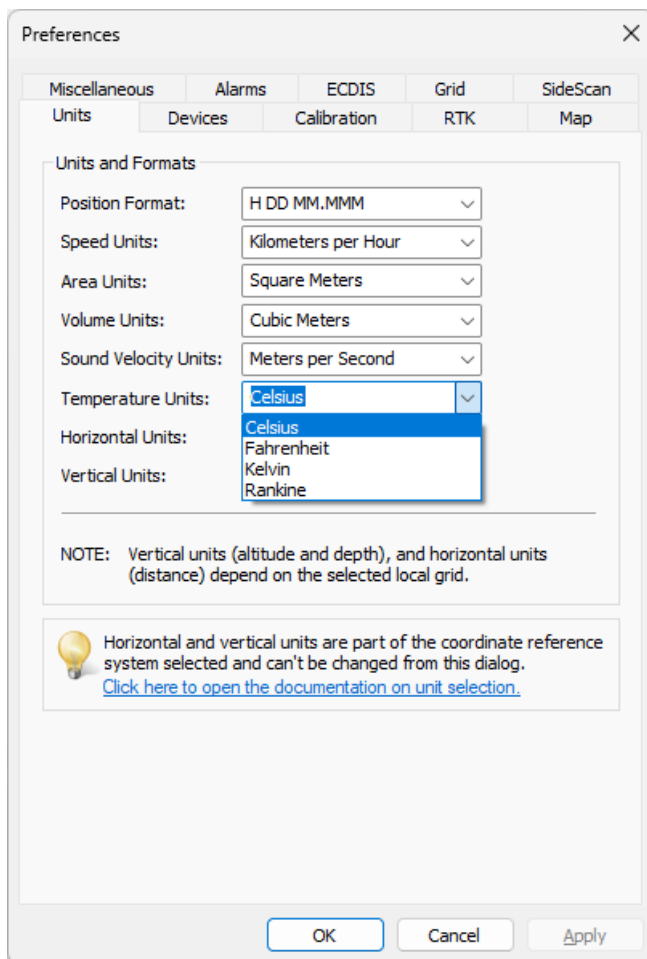 Preferences
Miscellaneous Alarms ECDIS Grid SideScan
Units Devices Calibration RTK Map
Units and Formats
Position Format: H DD MM.MMM
Speed Units: Kilometers per Hour
Area Units: Square Meters
Volume Units: Cubic Meters
Sound Velocity Units: Meters per Second
Temperature Units: Celsius
Celsius
Horizontal Units:
Fahrenheit
Kelvin
Vertical Units:
Rankine
NOTE: Vertical units (altitude and depth), and horizontal units
(distance) depend on the selected local grid.
Horizontal and vertical units are part of the coordinate reference
system selected and can't be changed from this dialog.
Click here to open the documentation on unit selection.
OK Cancel Apply